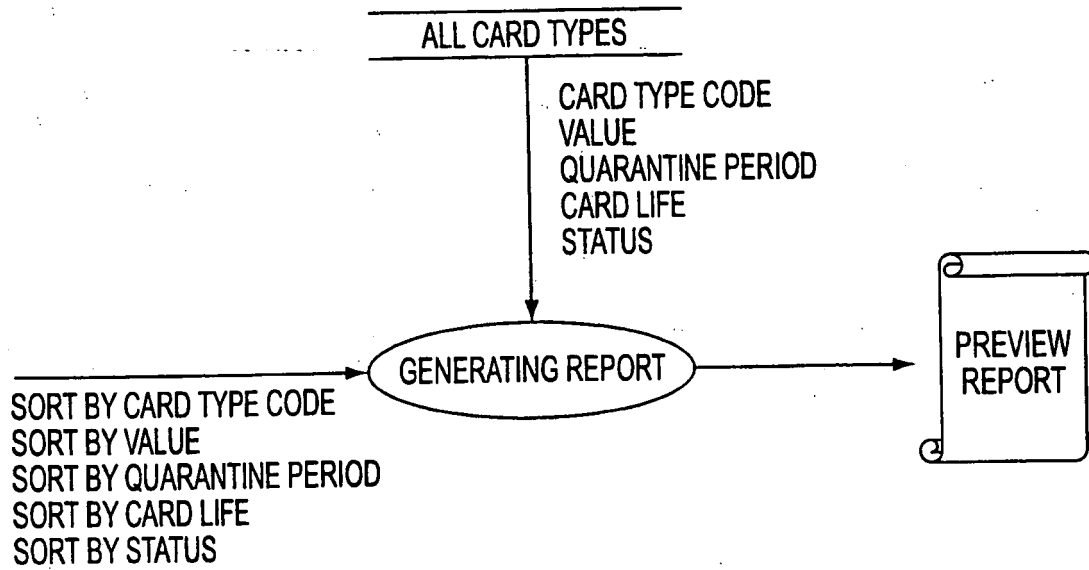 ALL CARD TYPES
CARD TYPE CODE
VALUE
QUARANTINE PERIOD
CARD LIFE
STATUS
GENERATING REPORT
PREVIEW
REPORT
SORT BY CARD TYPE CODE
SORT BY VALUE
SORT BY QUARANTINE PERIOD
SORT BY CARD LIFE
SORT BY STATUS